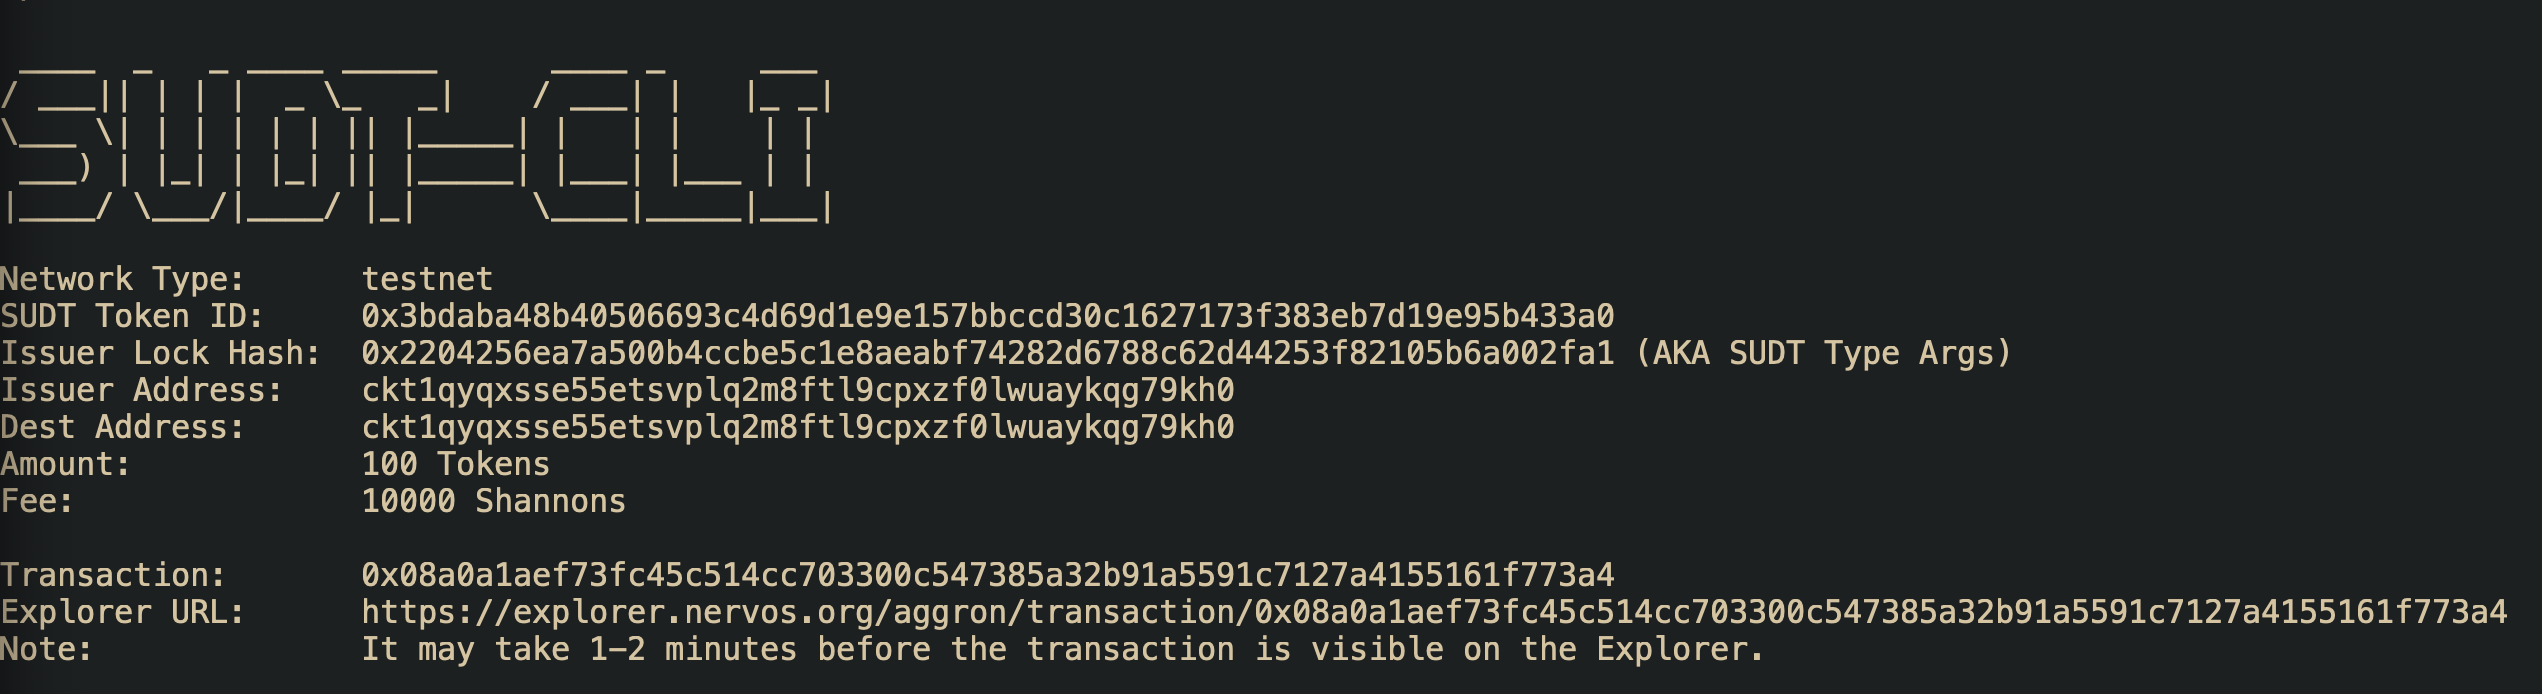 SUDT-CLI
Network Type: testnet
SUDT Token ID: 0x3bdaba48b40506693c4d69d1e9e157bbccd30c1627173f383eb7d19e95b433a0
Issuer Lock Hash: 0x2204256ea7a500b4ccbe5c1e8aeabf74282d6788c62d44253f82105b6a002fa1 (AKA SUDT Type Args)
Issuer Address: ckt1qyqxsse55etsvplq2m8ftl9cpxzf0lwuaykqg79kh0
Dest Address: ckt1qyqxsse55etsvplq2m8ftl9cpxzf0lwuaykqg79kh0
Amount: 100 Tokens
Fee: 10000 Shannons
Transaction: 0x08a0a1aef73fc45c514cc703300c547385a32b91a5591c7127a4155161f773a4
Explorer URL: https://explorer.nervos.org/aggron/transaction/0x08a0a1aef73fc45c514cc703300c547385a32b91a5591c7127a4155161f773a4
Note: It may take 1-2 minutes before the transaction is visible on the Explorer.